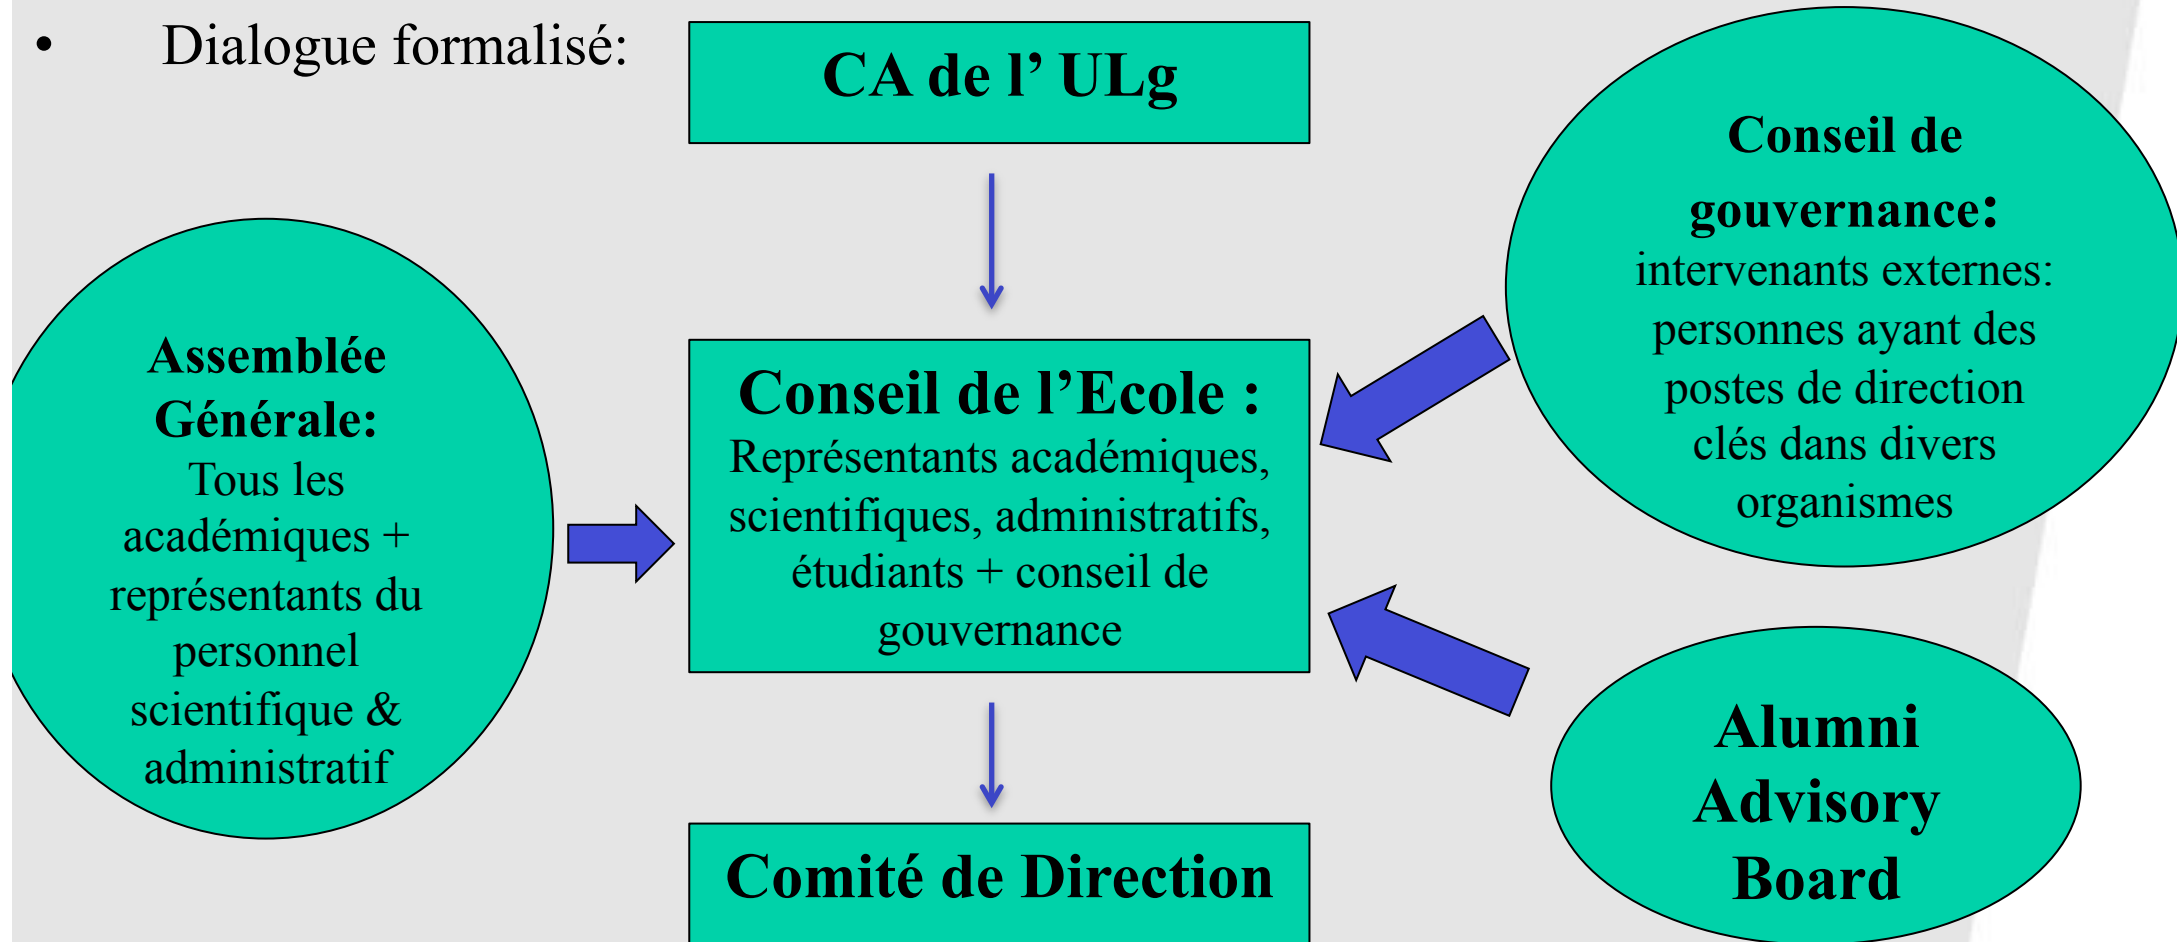 • Dialogue formalisé:
CA de l’ ULg
Conseil de
gouvernance:
intervenants externes:
personnes ayant des
postes de direction
clés dans divers
organismes
Assemblée
Générale:
Tous les
académiques +
représentants du
personnel
scientifique &
administratif
Conseil de l’Ecole :
Représentants académiques,
scientifiques, administratifs,
étudiants + conseil de
gouvernance
Alumni
Advisory
Board
Comité de Direction